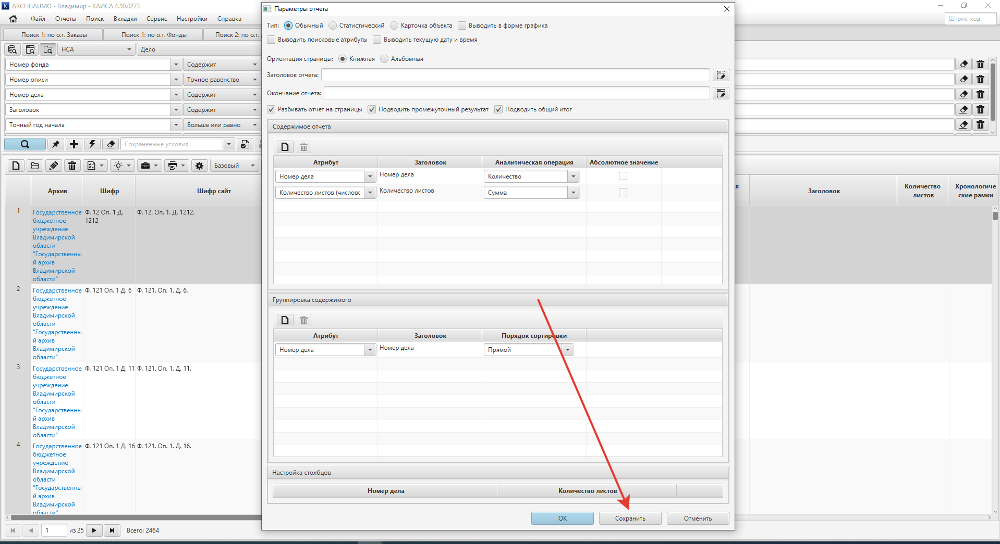 ARCHGAUMO - Владимир - КАИСА 4.10.0273
Файл Отчеты Поиск Вкладки Сервис Настройки Справка
Штрих-код
Поиск 1: по о.т. Заказы
Поиск 1: по о.т. Фонды
Поиск 2: по о.т.
НСА
Дело
Номер фонда
Содержит
Номер описи
Точное равенство
Номер дела
Содержит
Заголовок
Содержит
Точный год начала
Больше или равно
Сохраненные условия
Базовый
Архив
Шифр
Шифр сайт
Заголовок
Количество
листов
Хронологиче
ские рамки
1
Государственное
бюджетное
учреждение
Владимирской
области
"Государственны
й архив
Владимирской
области"
Ф. 12 Оп. 1 Д.
1212
Ф. 12. Оп. 1. Д. 1212.
2
Государственное
бюджетное
учреждение
Владимирской
области
"Государственны
й архив
Владимирской
области"
Ф. 121 Оп. 1 Д. 6
Ф. 121. Оп. 1. Д. 6.
3
Государственное
бюджетное
учреждение
Владимирской
области
"Государственны
й архив
Владимирской
области"
Ф. 121 Оп. 1 Д. 11
Ф. 121. Оп. 1. Д. 11.
4
Государственное
бюджетное
учреждение
Владимирской
области
"Государственны
й архив
Владимирской
области"
Ф. 121 Оп. 1 Д. 16
Ф. 121. Оп. 1. Д. 16.
1 из 25
Всего: 2464
Параметры отчета
Тип: Обычный Статистический Карточка объекта Выводить в форме графика
Выводить поисковые атрибуты Выводить текущую дату и время
Ориентация страницы: Книжная Альбомная
Заголовок отчета:
Окончание отчета:
Разбивать отчет на страницы Подводить промежуточный результат Подводить общий итог
Содержимое отчета
Атрибут Заголовок Аналитическая операция Абсолютное значение
Номер дела Номер дела Количество
Количество листов (числовс Количество листов Сумма
Группировка содержимого
Атрибут Заголовок Порядок сортировки
Номер дела Номер дела Прямой
Настройка столбцов
Номер дела Количество листов
ОК Сохранить Отменить